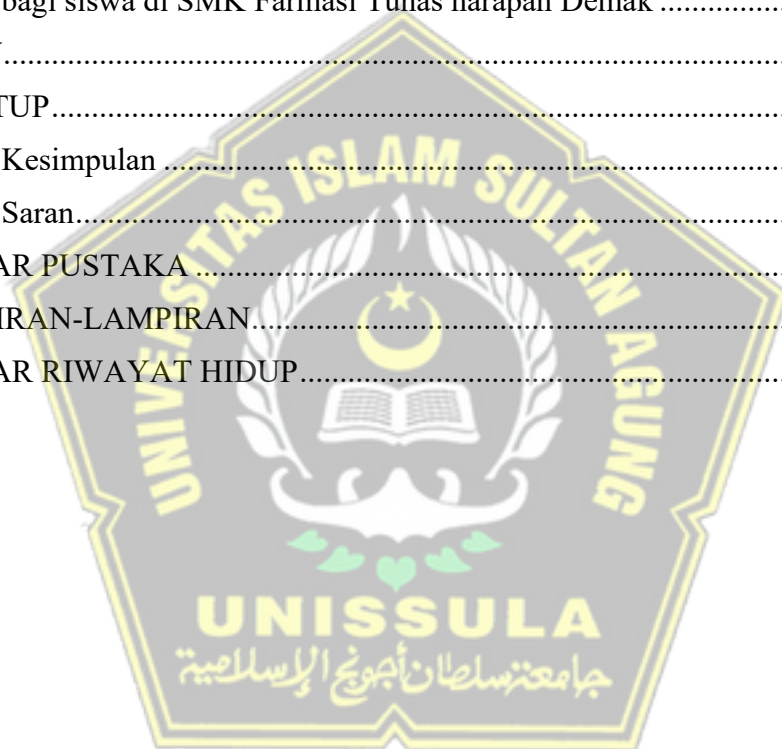 bagi siswa di SMK Farmasi Tunas harapan Demak ...............
TUP....................................................................................
Kesimpulan ......................................................................
Saran.................................................................................
AR PUSTAKA ..................................................................
IRAN-LAMPIRAN...........................................................
AR RIWAYAT HIDUP.....................................................
UNIVERSITAS ISLAM SULTAN AGUNG
UNISSULA
جامعة سلطان أجونج الإسلامية